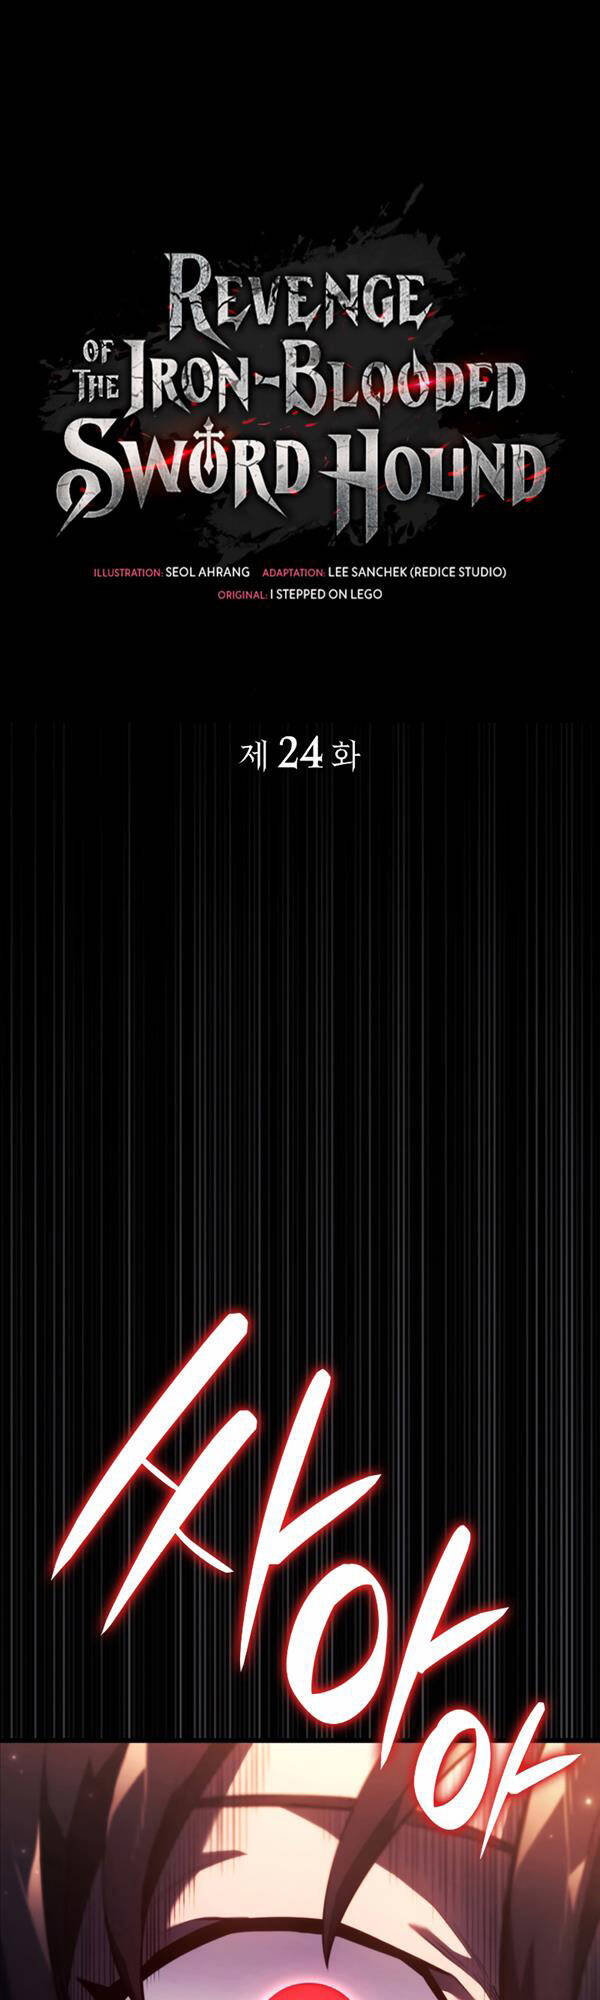 REVENGE
OF THE IRON-BLOODED
SWORD HOUND
ILLUSTRATION: SEOL AHRANG ADAPTATION: LEE SANCHEK (REDICE STUDIO)
ORIGINAL: I STEPPED ON LEGO
제 24 화
싸아아